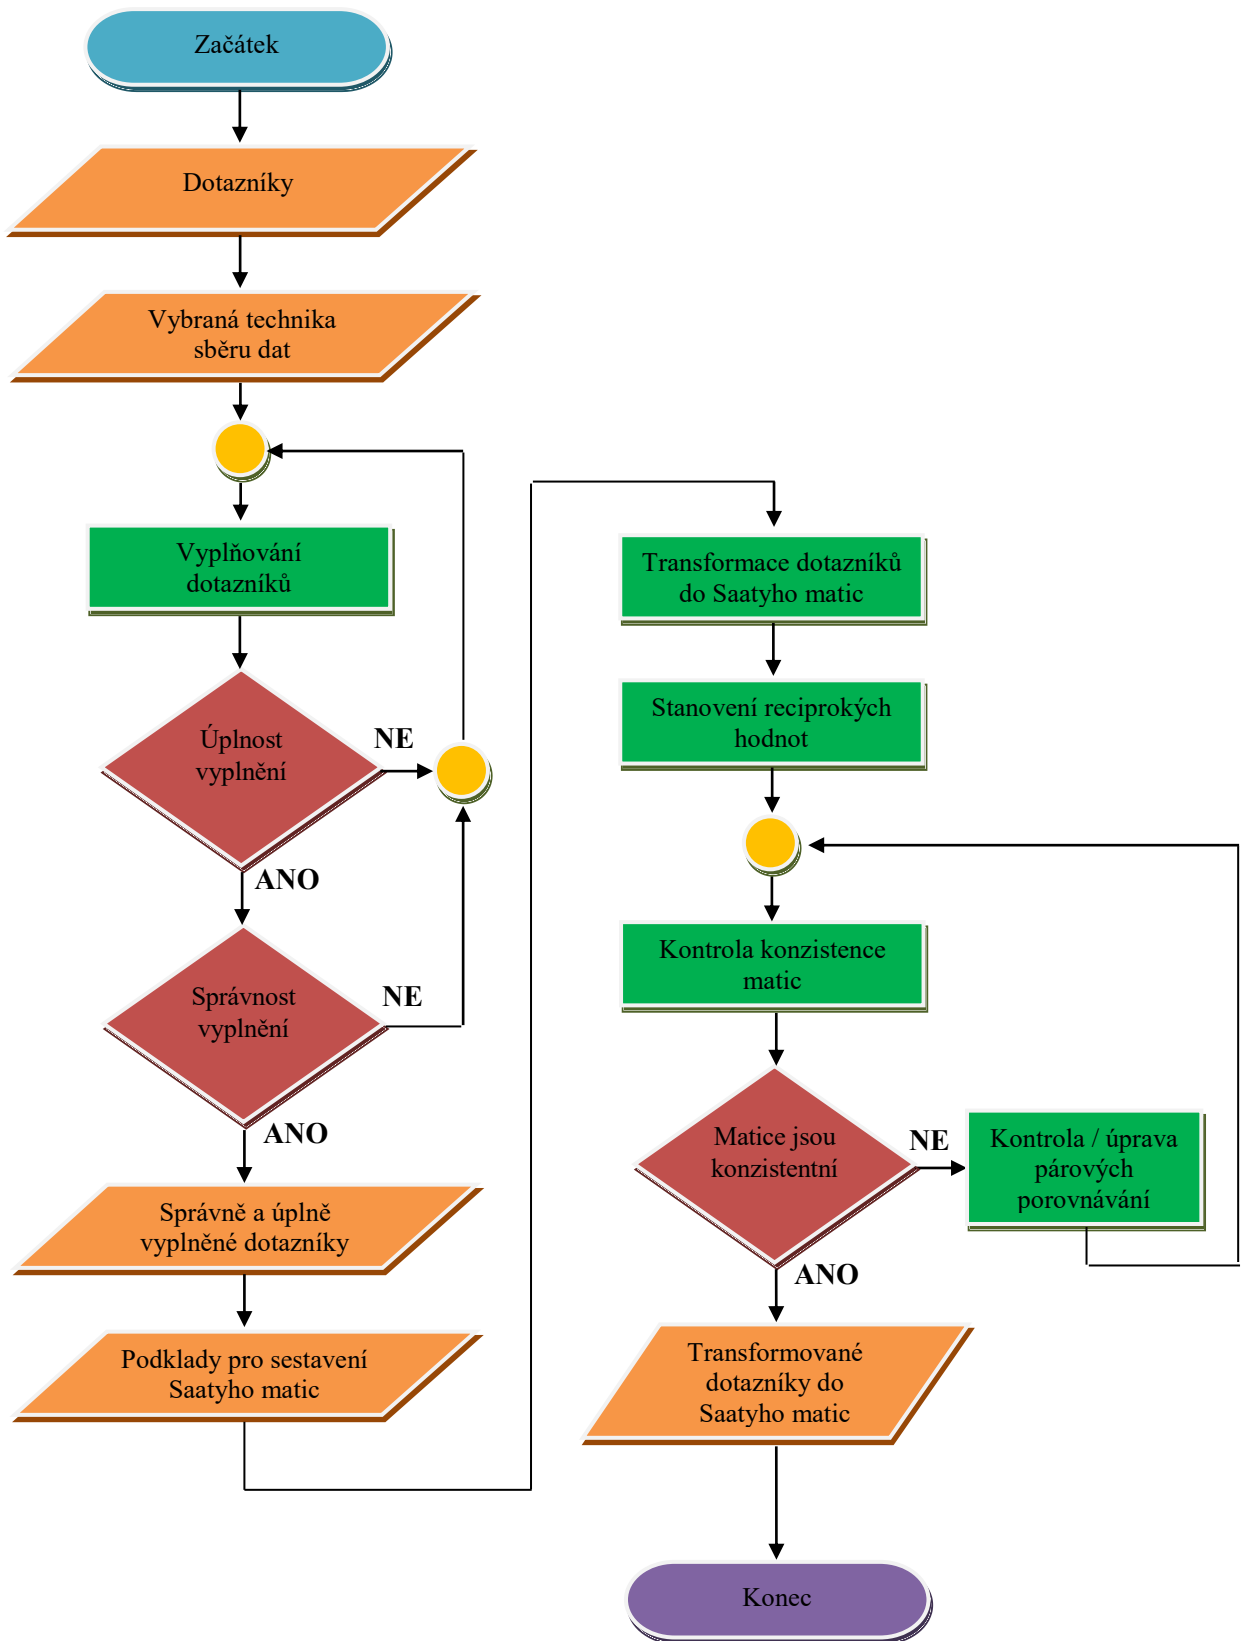 Začátek
Dotazníky
Vybraná technika
sběru dat
Vyplňování
dotazníků
Úplnost
vyplnění
NE
ANO
Správnost
vyplnění
NE
ANO
Správně a úplně
vyplněné dotazníky
Podklady pro sestavení
Saatyho matic
Transformace dotazníků
do Saatyho matic
Stanovení reciprokých
hodnot
Kontrola konzistence
matic
Matice jsou
konzistentní
NE
Kontrola / úprava
párových
porovnávání
ANO
Transformované
dotazníky do
Saatyho matic
Konec